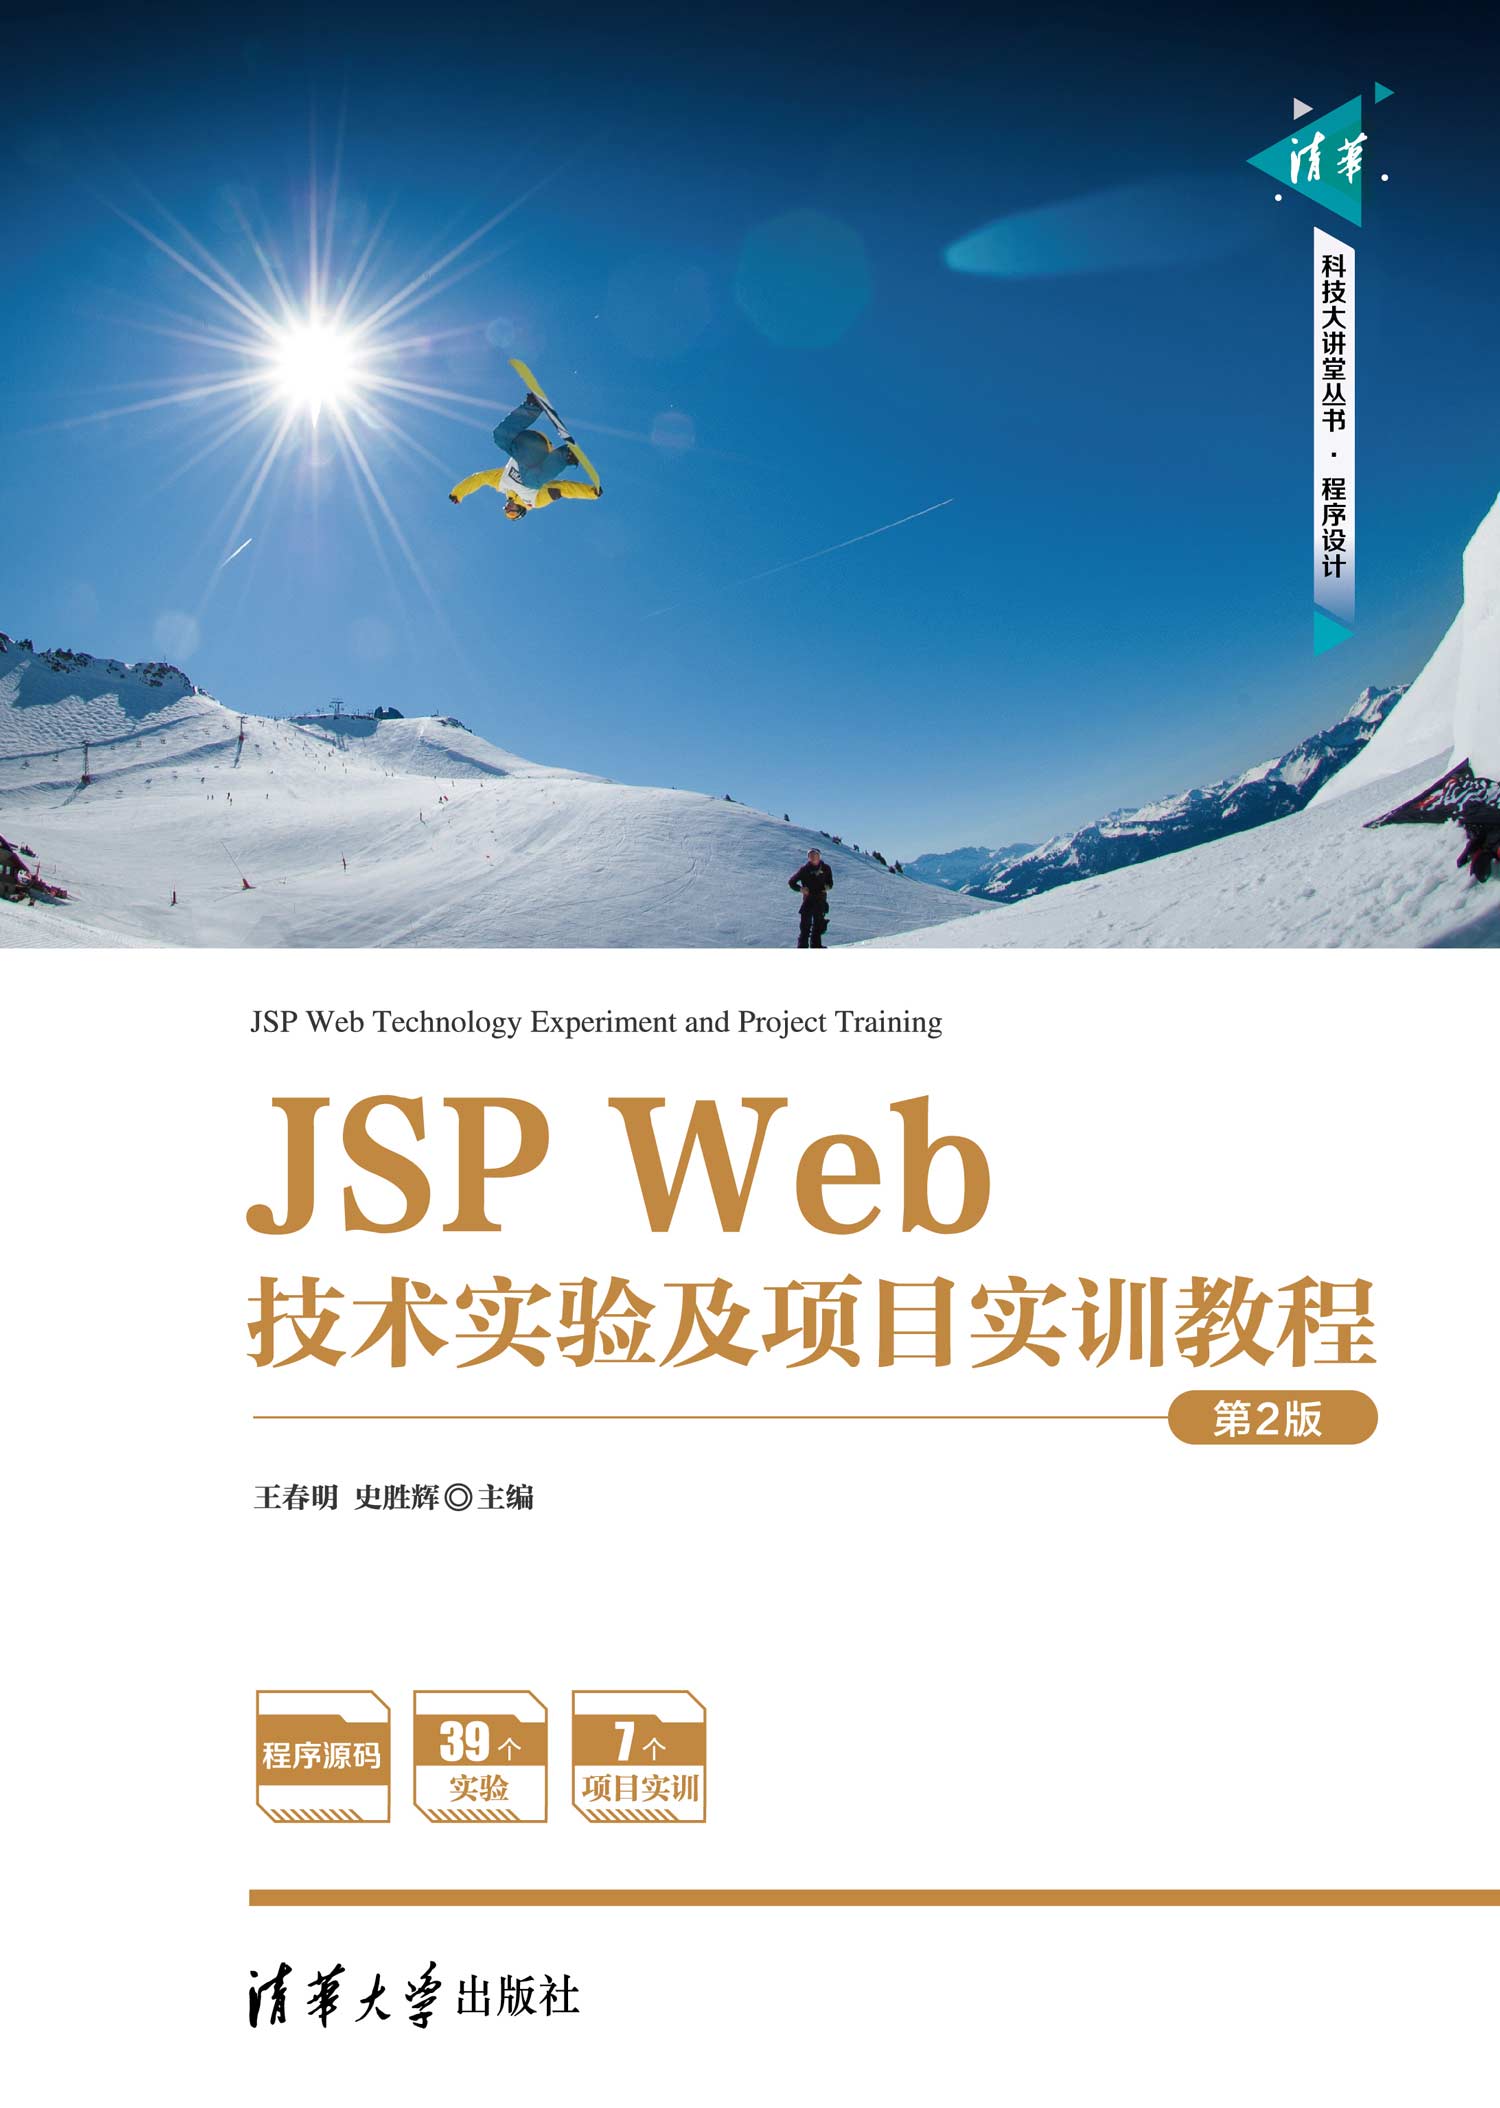 清华
科技大讲堂丛书·程序设计
JSP Web Technology Experiment and Project Training
JSP Web
技术实验及项目实训教程
第2版
王春明 史胜辉◎主编
程序源码
39个
实验
7个
项目实训
清华大学出版社